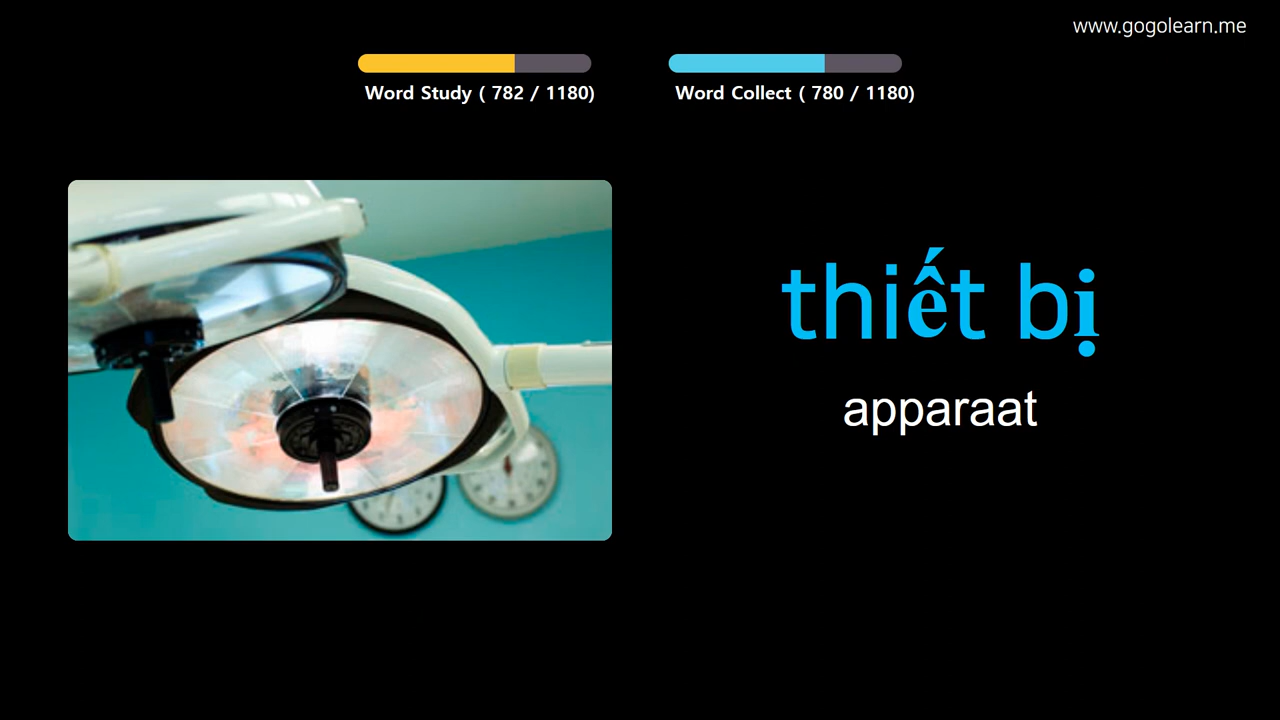 www.gogolearn.me
Word Study ( 782 / 1180)
Word Collect ( 780 / 1180)
thiết bị
apparaat